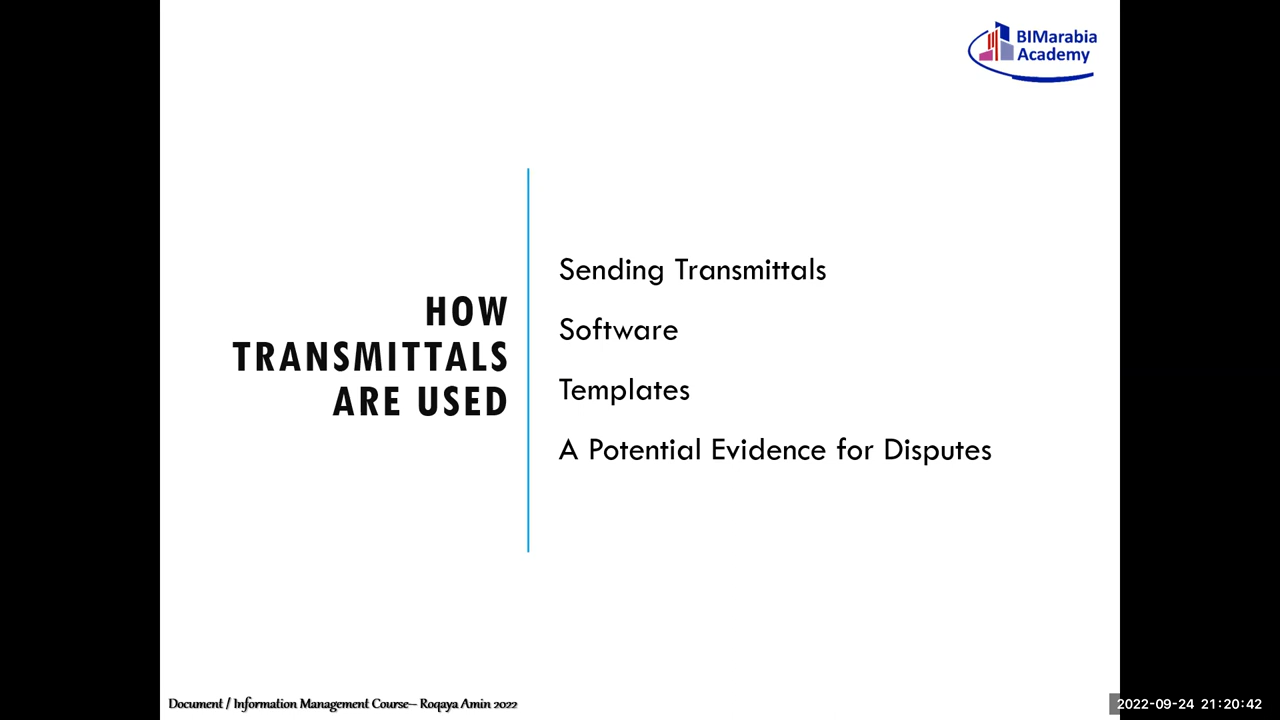 BIMarabia
Academy
HOW
TRANSMITTALS
ARE USED
Sending Transmittals
Software
Templates
A Potential Evidence for Disputes
Document / Information Management Course– Roqaya Amin 2022
2022-09-24 21:20:42